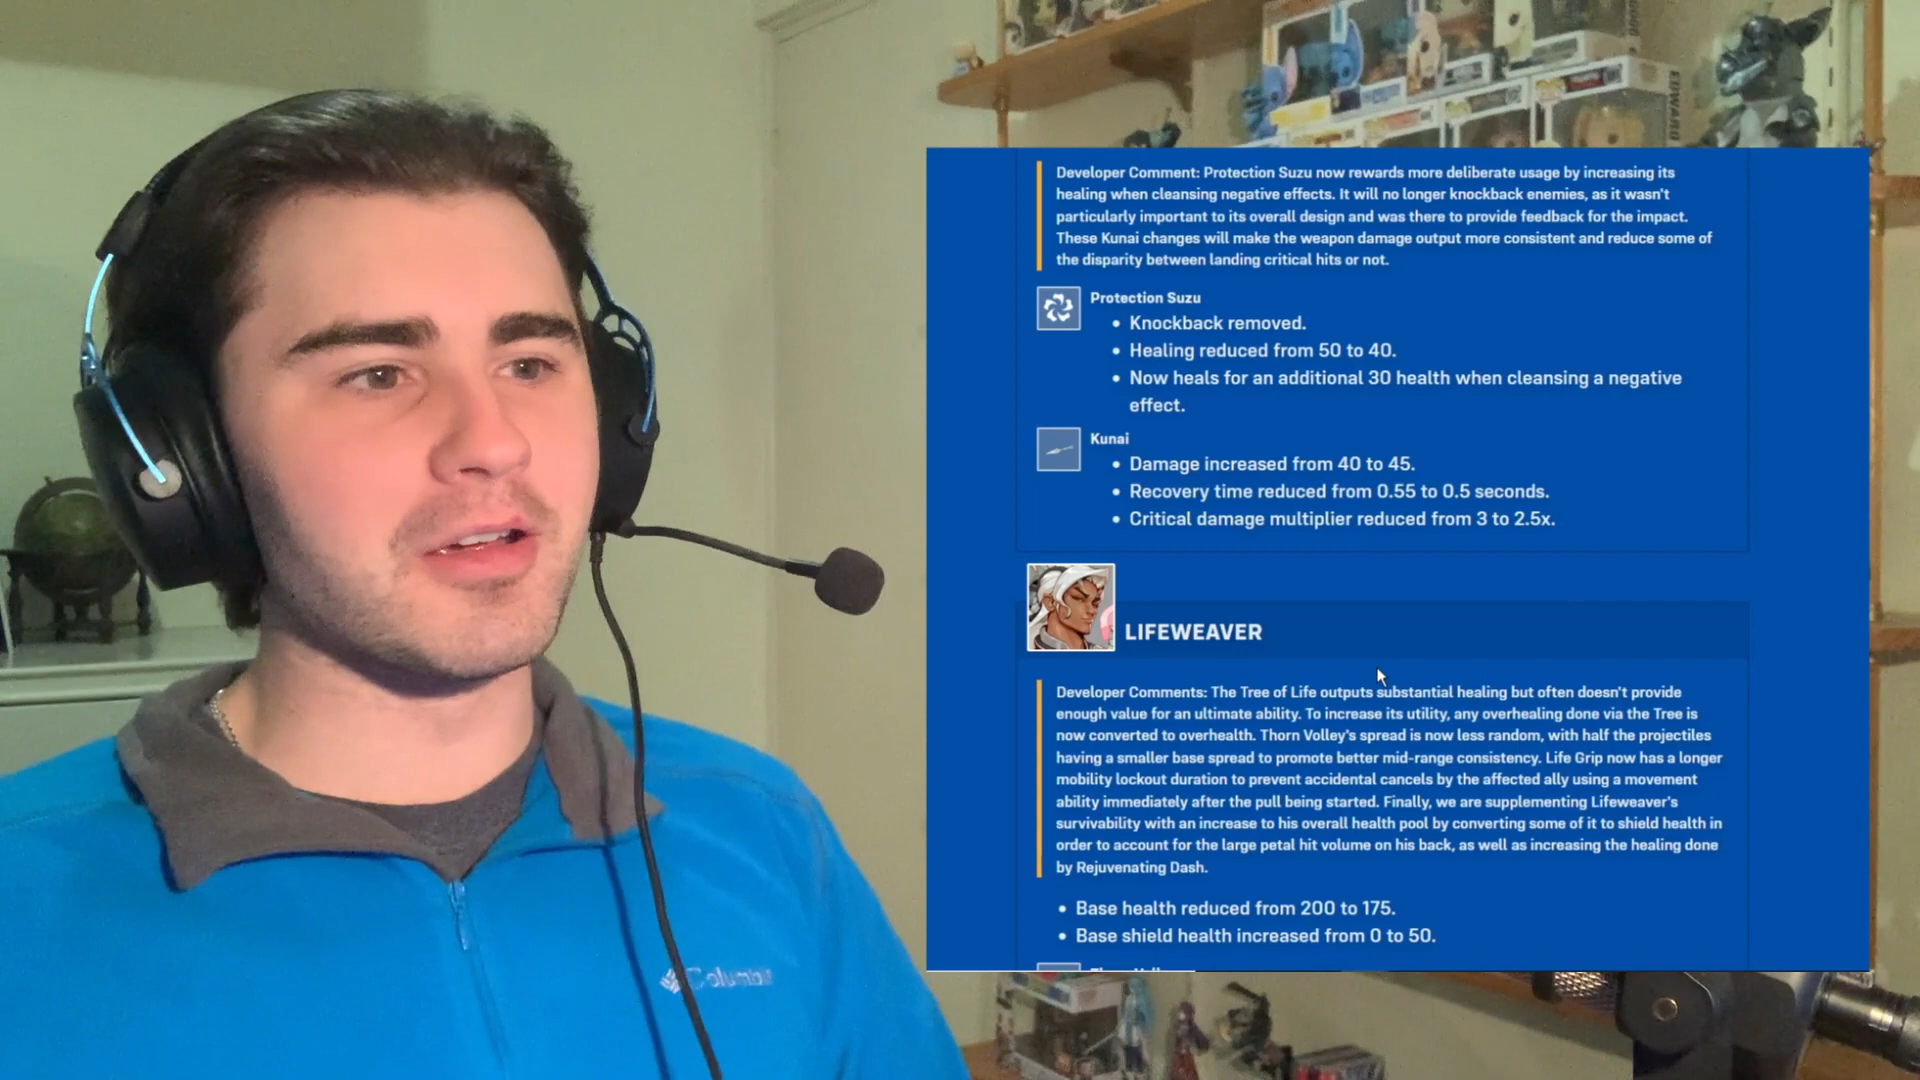 EDWARD
Developer Comment: Protection Suzu now rewards more deliberate usage by increasing its
healing when cleansing negative effects. It will no longer knockback enemies, as it wasn't
particularly important to its overall design and was there to provide feedback for the impact.
These Kunai changes will make the weapon damage output more consistent and reduce some of
the disparity between landing critical hits or not.
Protection Suzu
• Knockback removed.
• Healing reduced from 50 to 40.
• Now heals for an additional 30 health when cleansing a negative
effect.
Kunai
• Damage increased from 40 to 45.
• Recovery time reduced from 0.55 to 0.5 seconds.
• Critical damage multiplier reduced from 3 to 2.5x.
LIFEWEAVER
Developer Comments: The Tree of Life outputs substantial healing but often doesn't provide
enough value for an ultimate ability. To increase its utility, any overhealing done via the Tree is
now converted to overhealth. Thorn Volley's spread is now less random, with half the projectiles
having a smaller base spread to promote better mid-range consistency. Life Grip now has a longer
mobility lockout duration to prevent accidental cancels by the affected ally using a movement
ability immediately after the pull being started. Finally, we are supplementing Lifeweaver's
survivability with an increase to his overall health pool by converting some of it to shield health in
order to account for the large petal hit volume on his back, as well as increasing the healing done
by Rejuvenating Dash.
• Base health reduced from 200 to 175.
• Base shield health increased from 0 to 50.
Columbia